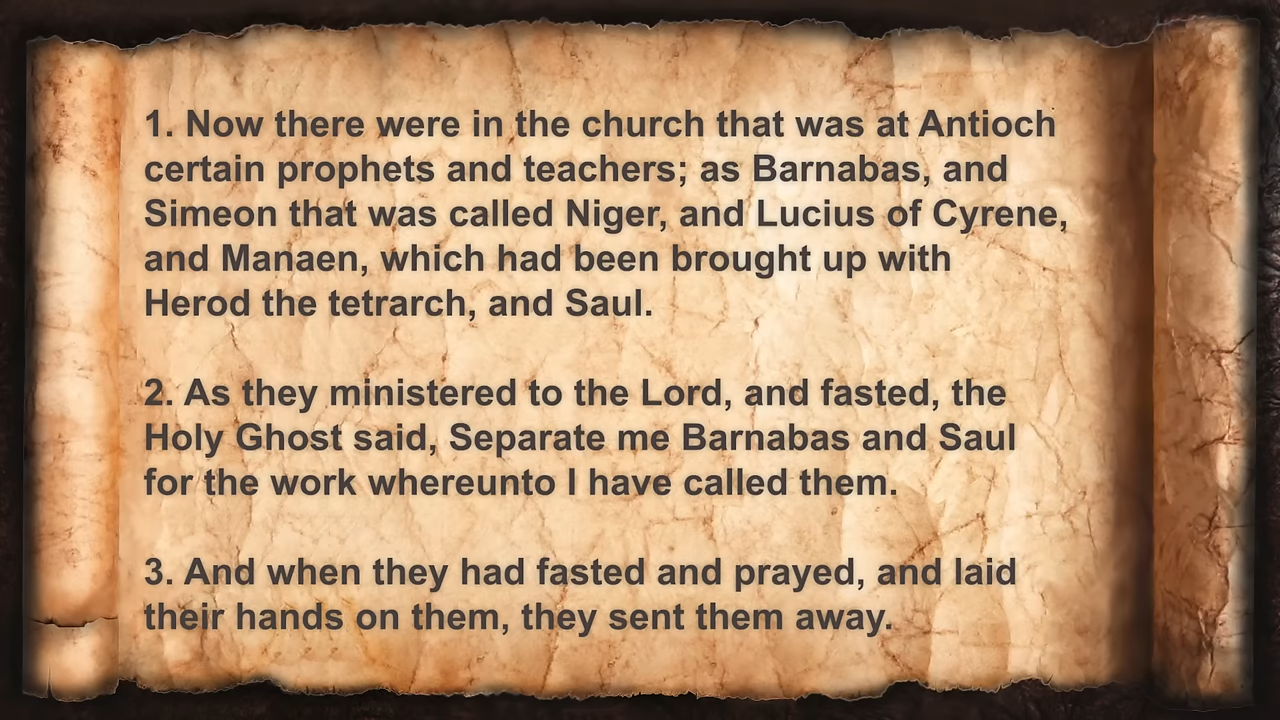 1. Now there were in the church that was at Antioch
certain prophets and teachers; as Barnabas, and
Simeon that was called Niger, and Lucius of Cyrene,
and Manaen, which had been brought up with
Herod the tetrarch, and Saul.
2. As they ministered to the Lord, and fasted, the
Holy Ghost said, Separate me Barnabas and Saul
for the work whereunto I have called them.
3. And when they had fasted and prayed, and laid
their hands on them, they sent them away.